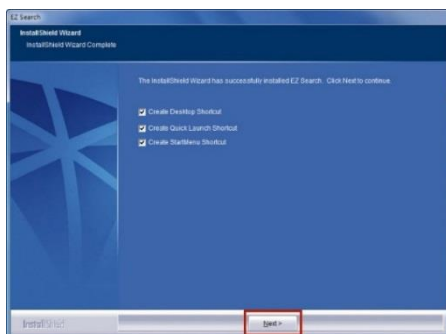 EZ Search
InstallShield Wizard
InstallShield Wizard Complete
The InstallShield Wizard has successfully installed EZ Search. Click Next to continue.
Create Desktop Shortcut
Create Quick Launch Shortcut
Create StartMenu Shortcut
InstallShield
Next >